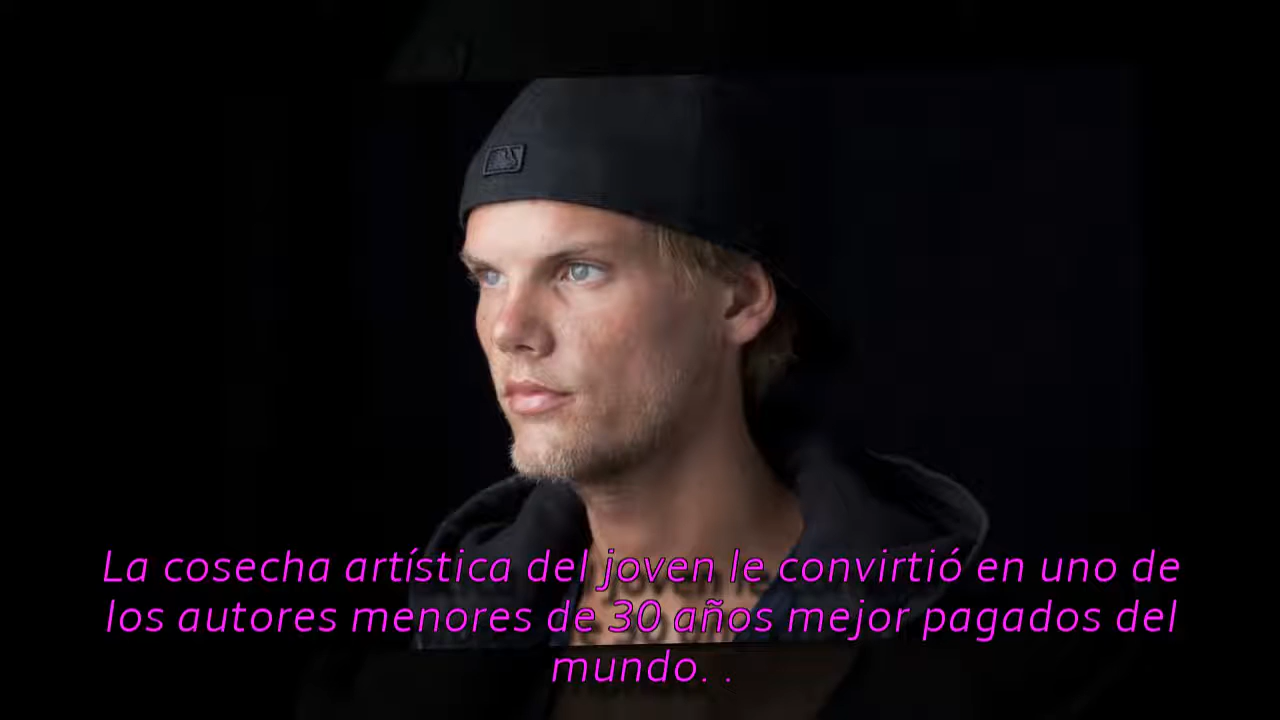 La cosecha artística del joven le convirtió en uno de
los autores menores de 30 años mejor pagados del
mundo. .